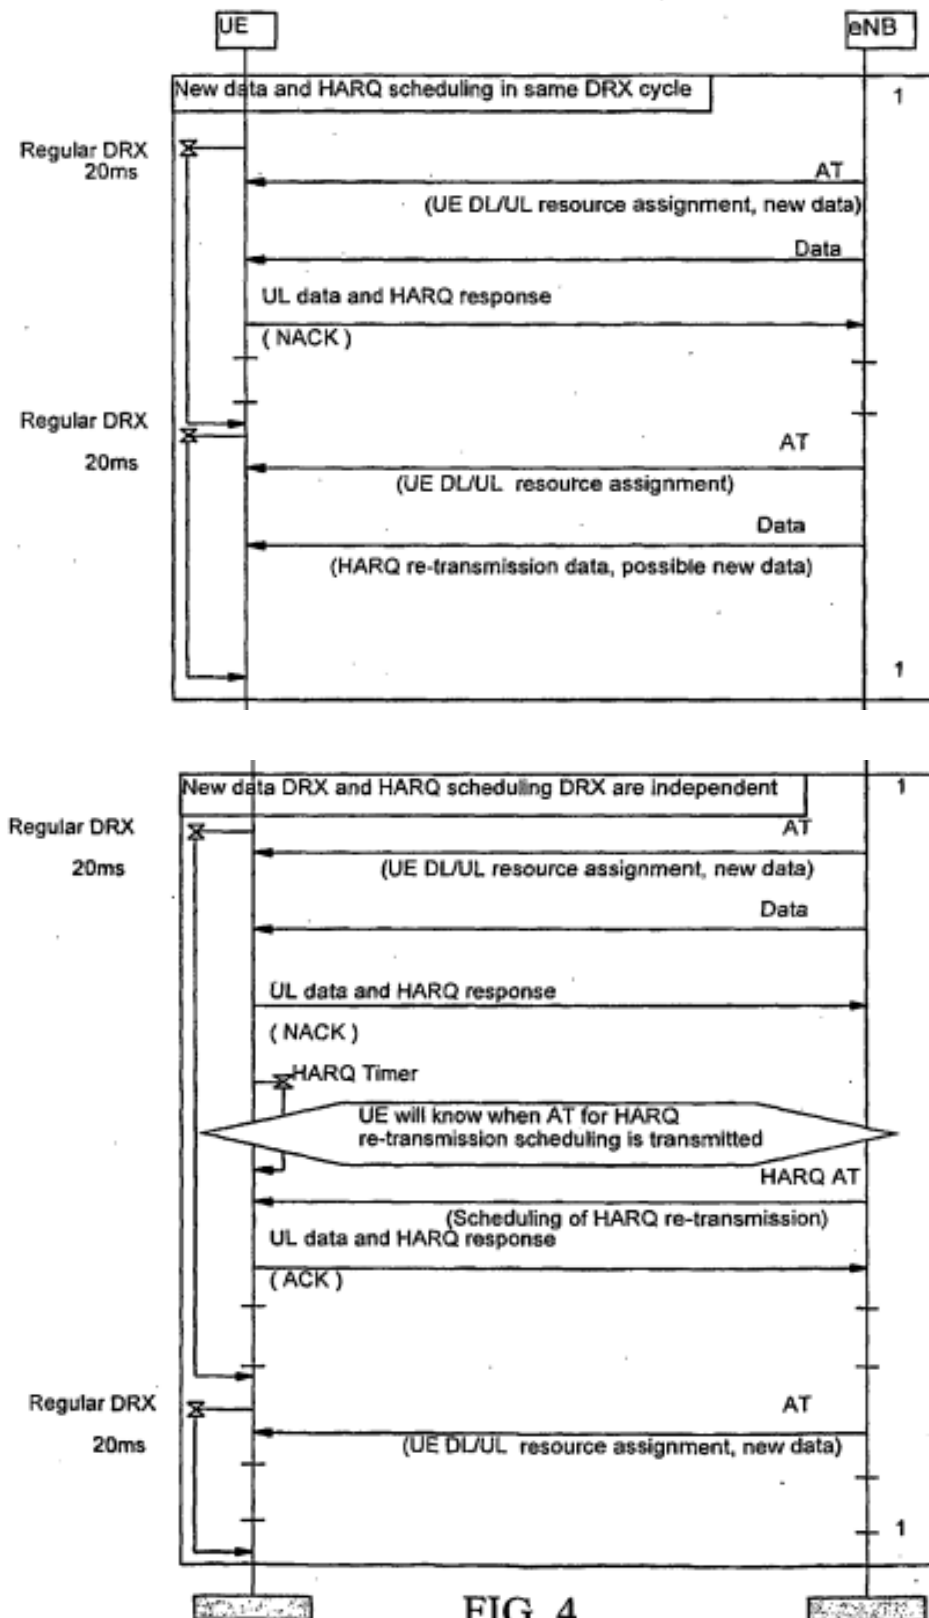 UE
eNB
New data and HARQ scheduling in same DRX cycle
1
Regular DRX
20ms
AT
(UE DL/UL resource assignment, new data)
Data
UL data and HARQ response
( NACK )
Regular DRX
20ms
AT
(UE DL/UL resource assignment)
Data
(HARQ re-transmission data, possible new data)
1
New data DRX and HARQ scheduling DRX are independent
1
Regular DRX
20ms
AT
(UE DL/UL resource assignment, new data)
Data
UL data and HARQ response
( NACK )
HARQ Timer
UE will know when AT for HARQ
re-transmission scheduling is transmitted
HARQ AT
(Scheduling of HARQ re-transmission)
UL data and HARQ response
( ACK )
Regular DRX
20ms
AT
(UE DL/UL resource assignment, new data)
1
FIG. 4